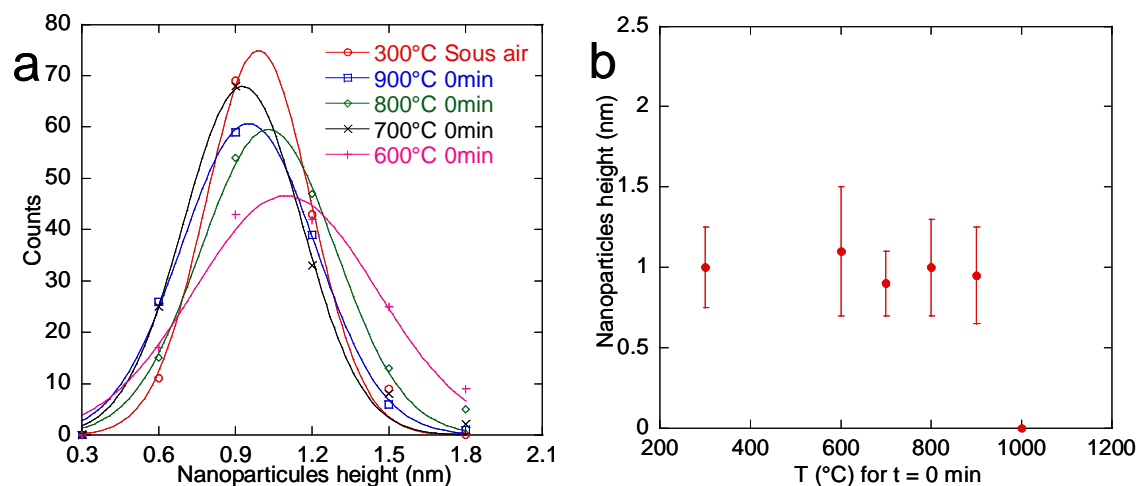 a
80
70
60
50
40
30
20
10
0
Counts
300°C Sous air
900°C 0min
800°C 0min
700°C 0min
600°C 0min
0.3 0.6 0.9 1.2 1.5 1.8 2.1
Nanoparticules height (nm)
b
2.5
2
1.5
1
0.5
0
Nanoparticles height (nm)
200 400 600 800 1000 1200
T (°C) for t = 0 min